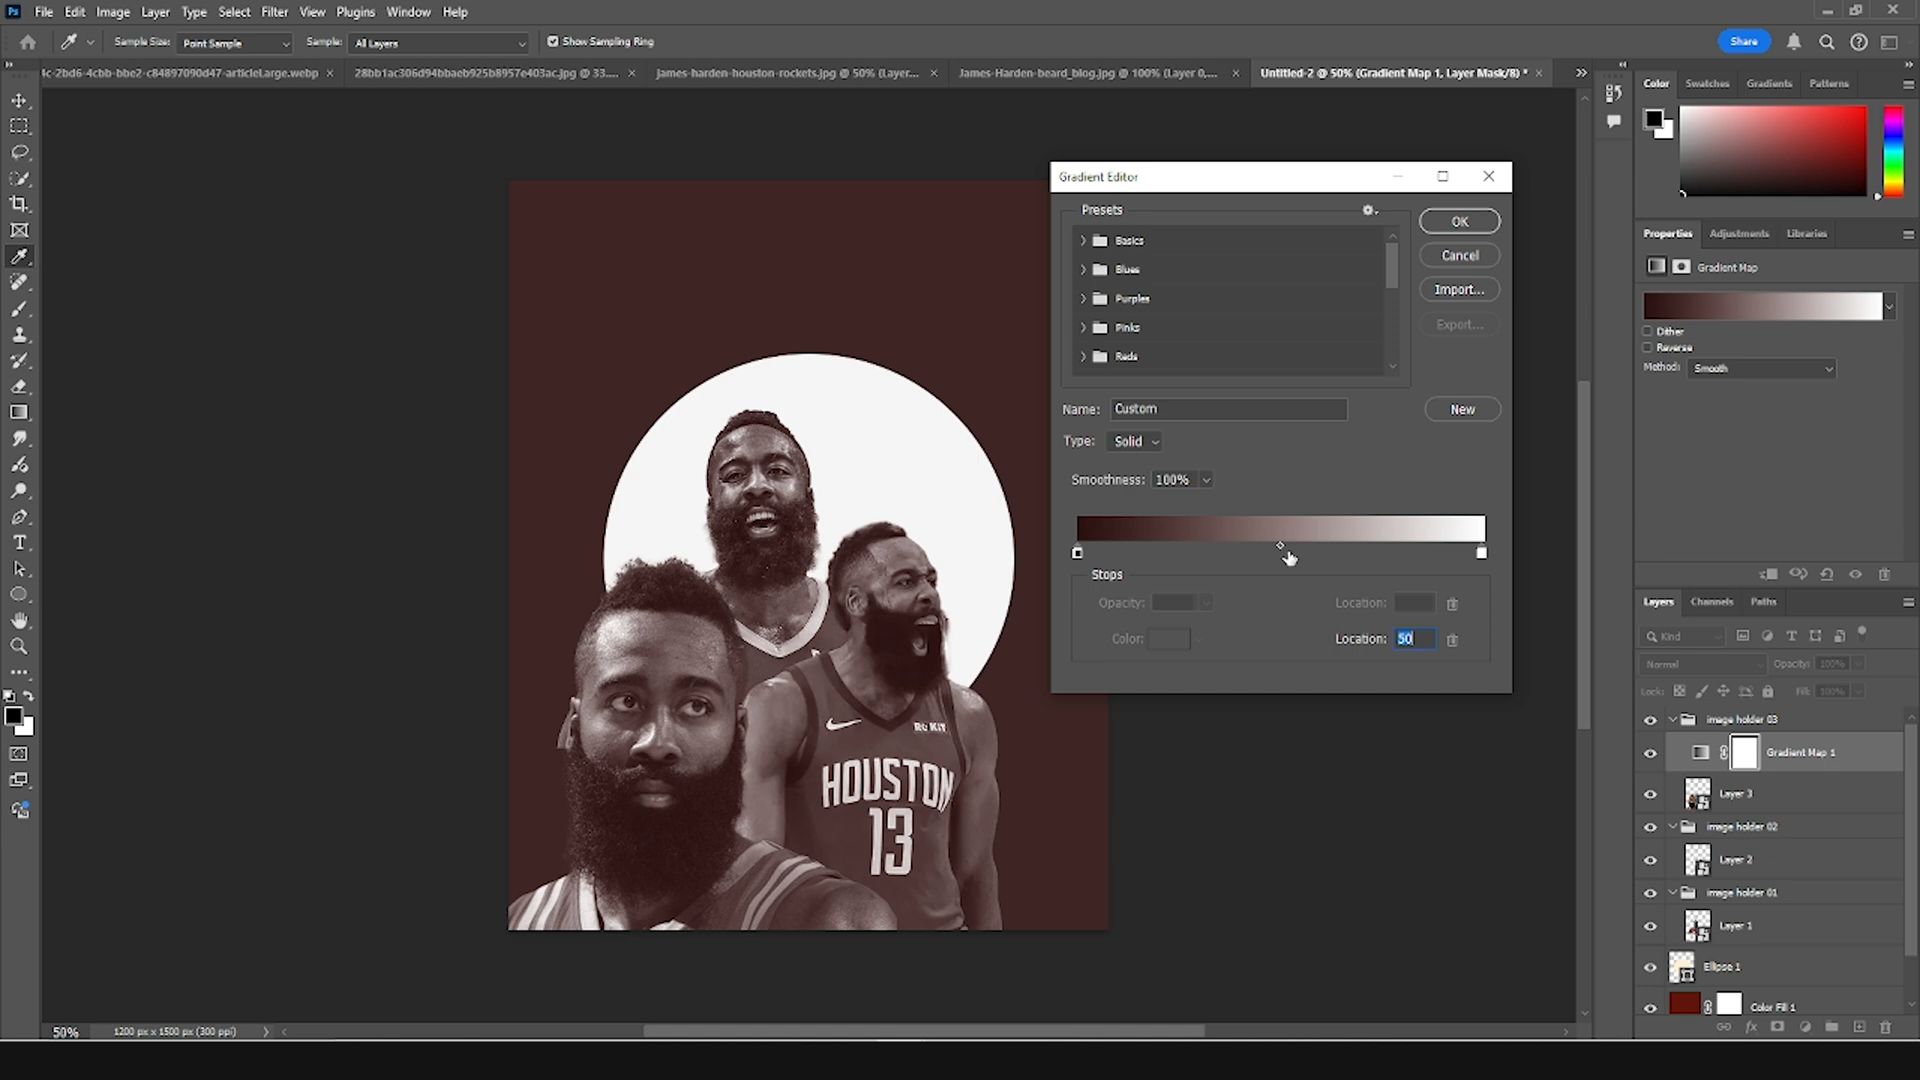 Ps File Edit Image Layer Type Select Filter View Plugins Window Help
Sample Size: Point Sample Sample: All Layers Show Sampling Ring Share
4c-2bd6-4cbb-bbe2-c84897090d47-articleLarge.webp × 28bb1ac306d94bbaeb925b8957e403ac.jpg @ 33.... × james-harden-houston-rockets.jpg @ 50% (Layer... × James-Harden-beard_blog.jpg @ 100% (Layer 0,... × Untitled-2 @ 50% (Gradient Map 1, Layer Mask/8) * ×
Color Swatches Gradients Patterns
Gradient Editor
Presets
Basics
Blues
Purples
Pinks
Reds
OK
Cancel
Import...
Export...
Name: Custom New
Type: Solid
Smoothness: 100%
Stops
Opacity: Location:
Color: Location: 50
Properties Adjustments Libraries
Gradient Map
Dither
Reverse
Method: Smooth
Layers Channels Paths
Kind
Normal Opacity: 100%
Lock: Fill: 100%
image holder 03
Gradient Map 1
Layer 3
image holder 02
Layer 2
image holder 01
Layer 1
Ellipse 1
Color Fill 1
HOUSTON
13
50% 1200 px x 1500 px (300 ppi)